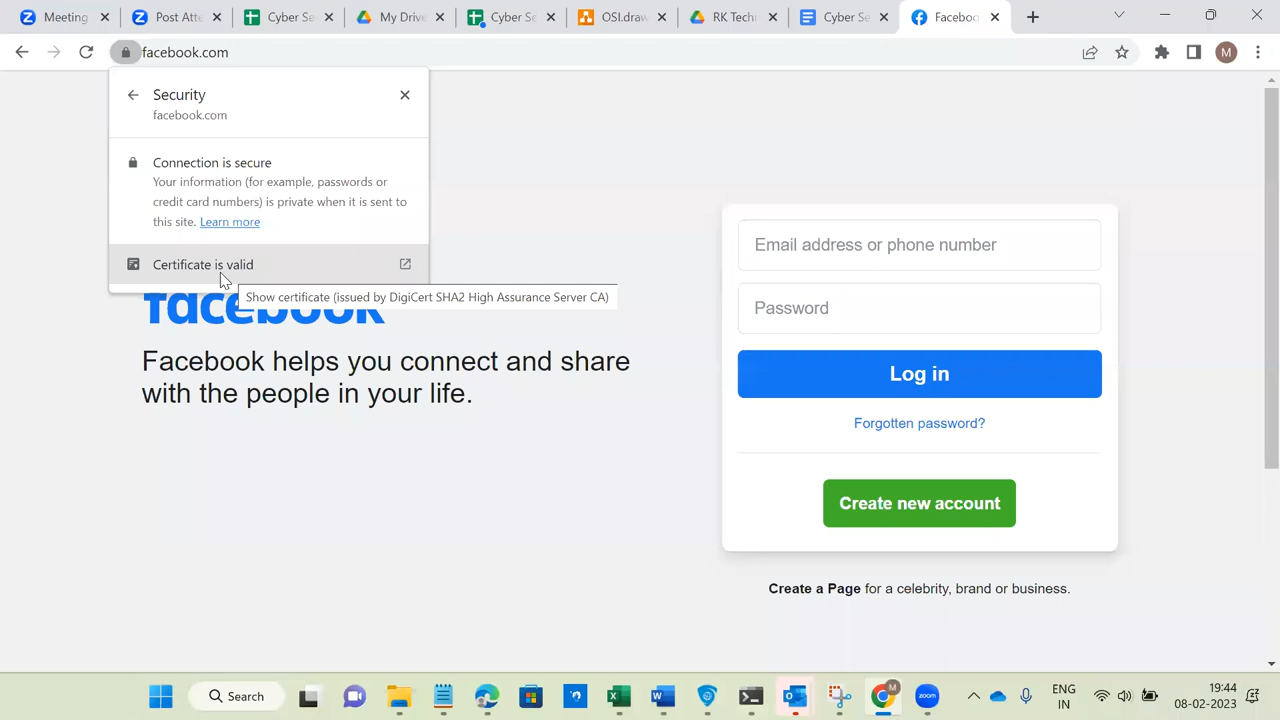 Meeting
Post Atte
Cyber Se
My Drive
Cyber Se
OSI.draw
RK Techn
Cyber Se
Faceboo
facebook.com
M
Security
facebook.com
Connection is secure
Your information (for example, passwords or
credit card numbers) is private when it is sent to
this site. Learn more
Certificate is valid
Show certificate (issued by DigiCert SHA2 High Assurance Server CA)
facebook
Facebook helps you connect and share
with the people in your life.
Email address or phone number
Password
Log in
Forgotten password?
Create new account
Create a Page for a celebrity, brand or business.
Search
zoom
ENG
IN
19:44
08-02-2023